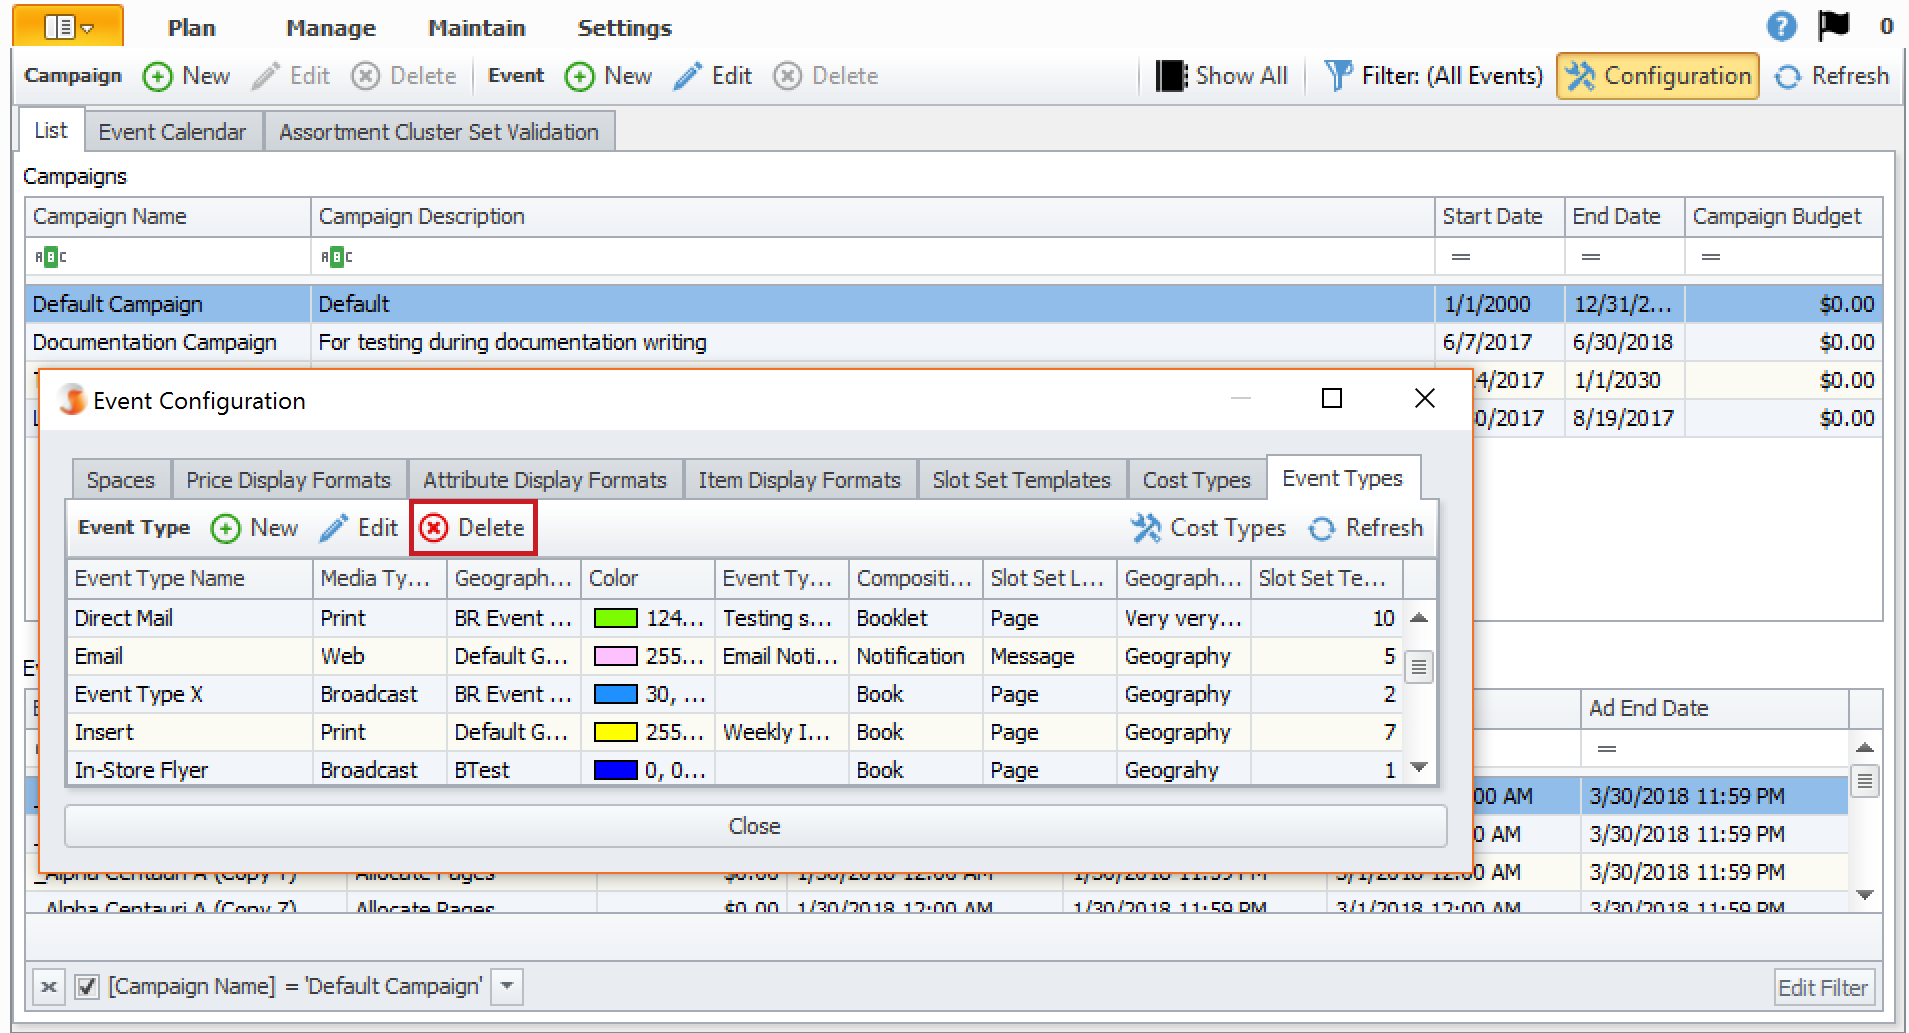 Plan Manage Maintain Settings 0
Campaign New Edit Delete Event New Edit Delete Show All Filter: (All Events) Configuration Refresh
List Event Calendar Assortment Cluster Set Validation
Campaigns
Campaign Name Campaign Description Start Date End Date Campaign Budget
ABC ABC = = =
Default Campaign Default 1/1/2000 12/31/2... $0.00
Documentation Campaign For testing during documentation writing 6/7/2017 6/30/2018 $0.00
4/2017 1/1/2030 $0.00
0/2017 8/19/2017 $0.00
Event Configuration
Spaces Price Display Formats Attribute Display Formats Item Display Formats Slot Set Templates Cost Types Event Types
Event Type New Edit Delete Cost Types Refresh
Event Type Name Media Ty... Geograph... Color Event Ty... Compositi... Slot Set L... Geograph... Slot Set Te...
Direct Mail Print BR Event ... 124... Testing s... Booklet Page Very very... 10
Email Web Default G... 255... Email Noti... Notification Message Geography 5
Event Type X Broadcast BR Event ... 30, ... Book Page Geography 2
Insert Print Default G... 255... Weekly I... Book Page Geography 7
In-Store Flyer Broadcast BTest 0, 0... Book Page Geograhy 1
Close
Ad End Date
=
00 AM 3/30/2018 11:59 PM
0 AM 3/30/2018 11:59 PM
_Alpha Centauri A (Copy 1) Allocate Pages $0.00 1/30/2018 12:00 AM 1/30/2018 11:59 PM 3/1/2018 12:00 AM 3/30/2018 11:59 PM
_Alpha Centauri A (Copy 7) Allocate Pages $0.00 1/30/2018 12:00 AM 1/30/2018 11:59 PM 3/1/2018 12:00 AM 3/30/2018 11:59 PM
[Campaign Name] = 'Default Campaign' Edit Filter